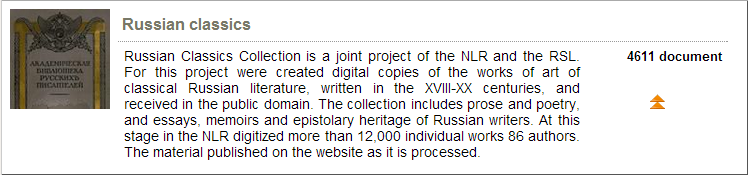 Russian classics
АКАДЕМИЧЕСКАЯ
БИБЛІОТЕКА
РУССКИХЪ
ПИСАТЕЛЕЙ
Russian Classics Collection is a joint project of the NLR and the RSL.
For this project were created digital copies of the works of art of
classical Russian literature, written in the XVIII-XX centuries, and
received in the public domain. The collection includes prose and poetry,
and essays, memoirs and epistolary heritage of Russian writers. At this
stage in the NLR digitized more than 12,000 individual works 86 authors.
The material published on the website as it is processed.
4611 document